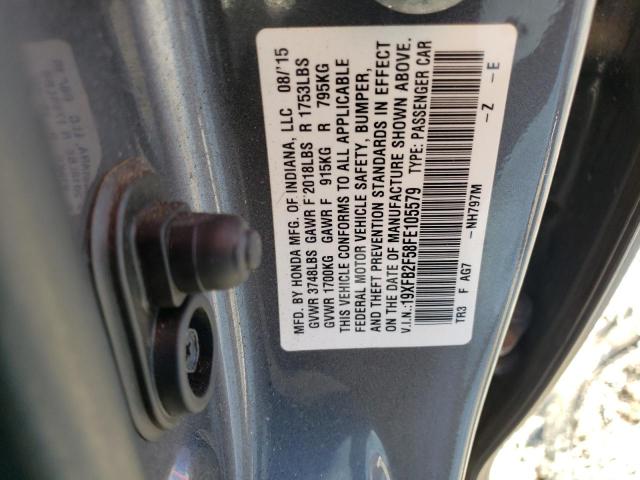 MFD. BY HONDA MFG. OF INDIANA, LLC 08/'15
GVWR 3748LBS GAWR F 2018LBS R 1753LBS
GVWR 1700KG GAWR F 915KG R 795KG
THIS VEHICLE CONFORMS TO ALL APPLICABLE
FEDERAL MOTOR VEHICLE SAFETY, BUMPER,
AND THEFT PREVENTION STANDARDS IN EFFECT
ON THE DATE OF MANUFACTURE SHOWN ABOVE.
V.I.N.:19XFB2F58FE105579 TYPE: PASSENGER CAR
TR3 F AG7 -NH797M -Z -E